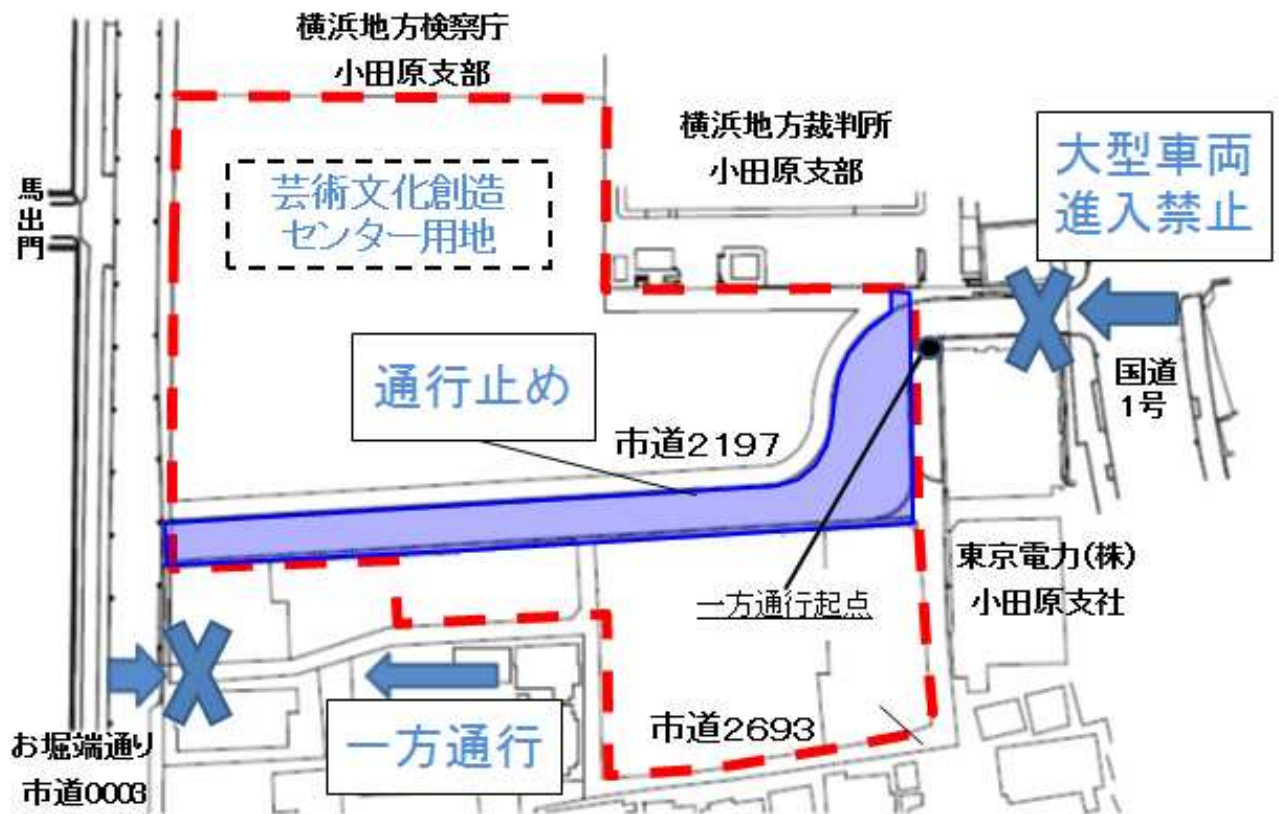 横浜地方検察庁
小田原支部
横浜地方裁判所
小田原支部
大型車両
進入禁止
馬出門
芸術文化創造
センター用地
通行止め
市道2197
国道
1号
東京電力(株)
小田原支社
一方通行起点
お堀端通り
市道0003
一方通行
市道2693